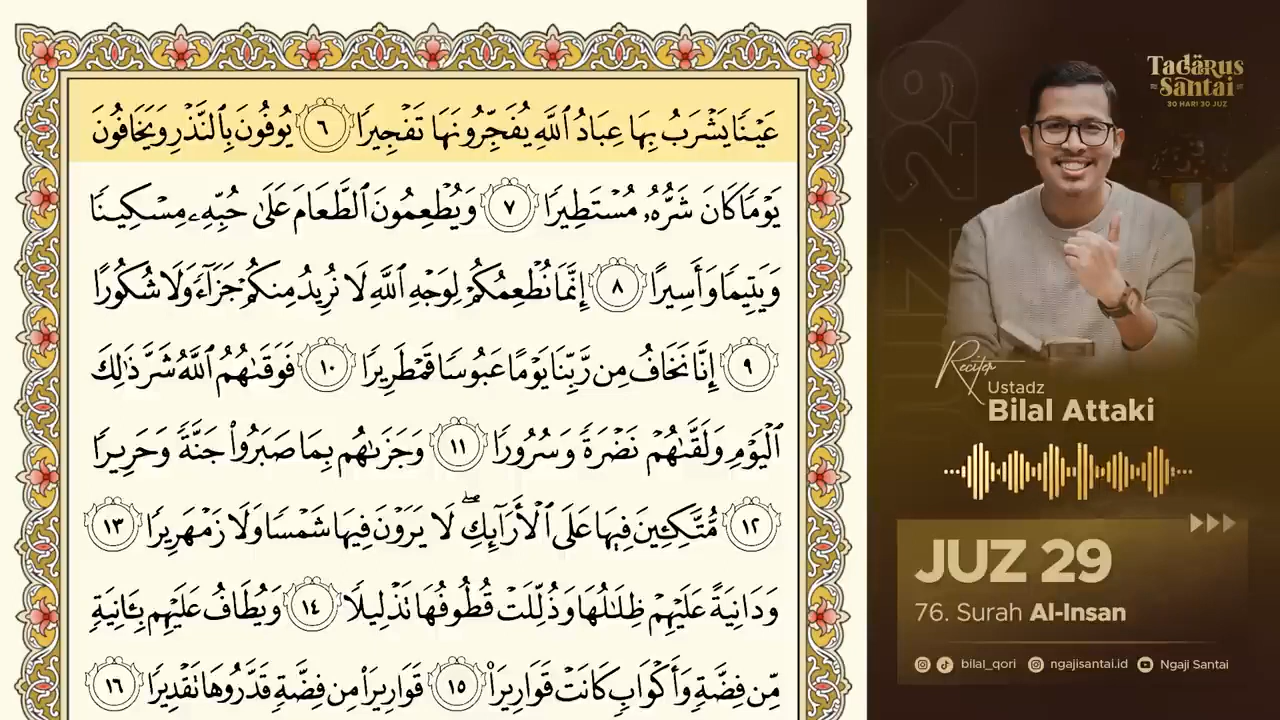 عَيْنًا يَشْرَبُ بِهَا عِبَادُ ٱللَّهِ يُفَجِّرُونَهَا تَفْجِيرًا ٦ يُوفُونَ بِٱلنَّذْرِ وَيَخَافُونَ
يَوْمًا كَانَ شَرُّهُۥ مُسْتَطِيرًا ٧ وَيُطْعِمُونَ ٱلطَّعَامَ عَلَىٰ حُبِّهِۦ مِسْكِينًا
وَيَتِيمًا وَأَسِيرًا ٨ إِنَّمَا نُطْعِمُكُمْ لِوَجْهِ ٱللَّهِ لَا نُرِيدُ مِنكُمْ جَزَآءً وَلَا شُكُورًا
٩ إِنَّا نَخَافُ مِن رَّبِّنَا يَوْمًا عَبُوسًا قَمْطَرِيرًا ١٠ فَوَقَىٰهُمُ ٱللَّهُ شَرَّ ذَٰلِكَ
ٱلْيَوْمِ وَلَقَّىٰهُمْ نَضْرَةً وَسُرُورًا ١١ وَجَزَىٰهُم بِمَا صَبَرُوا۟ جَنَّةً وَحَرِيرًا
١٢ مُّتَّكِـِٔينَ فِيهَا عَلَى ٱلْأَرَآئِكِ ۖ لَا يَرَوْنَ فِيهَا شَمْسًا وَلَا زَمْهَرِيرًا ١٣
وَدَانِيَةً عَلَيْهِمْ ظِلَـٰلُهَا وَذُلِّلَتْ قُطُوفُهَا تَذْلِيلًا ١٤ وَيُطَافُ عَلَيْهِم بِـَٔانِيَةٍ
مِّن فِضَّةٍ وَأَكْوَابٍ كَانَتْ قَوَارِيرَا۠ ١٥ قَوَارِيرَا۟ مِن فِضَّةٍ قَدَّرُوهَا تَقْدِيرًا ١٦
JUZ 29
Tadarus
Santai
30 HARI 30 JUZ
Reciter
Ustadz
Bilal Attaki
JUZ 29
76. Surah Al-Insan
bilal_qori ngajisantai.id Ngaji Santai